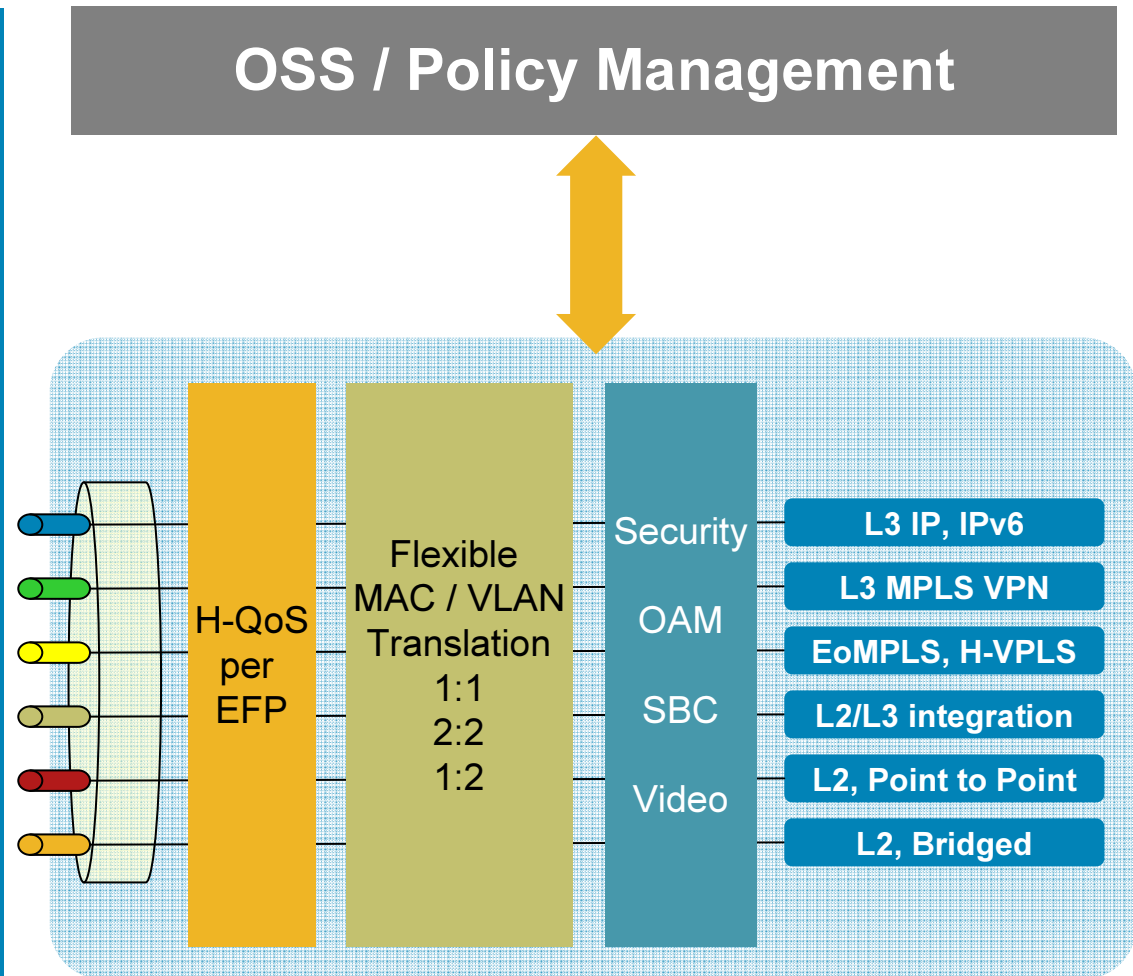 OSS / Policy Management
H-QoS
per
EFP
Flexible
MAC / VLAN
Translation
1:1
2:2
1:2
Security
OAM
SBC
Video
L3 IP, IPv6
L3 MPLS VPN
EoMPLS, H-VPLS
L2/L3 integration
L2, Point to Point
L2, Bridged